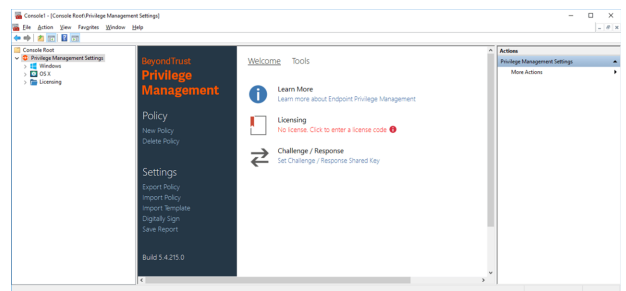 Console1 - [Console Root\Privilege Management Settings]
File Action View Favorites Window Help
Console Root
Privilege Management Settings
Windows
OS X
Licensing
BeyondTrust
Privilege
Management
Policy
New Policy
Delete Policy
Settings
Export Policy
Import Policy
Import Template
Digitally Sign
Save Report
Build 5.4.215.0
Welcome Tools
Learn More
Learn more about Endpoint Privilege Management
Licensing
No license. Click to enter a license code
Challenge / Response
Set Challenge / Response Shared Key
Actions
Privilege Management Settings
More Actions